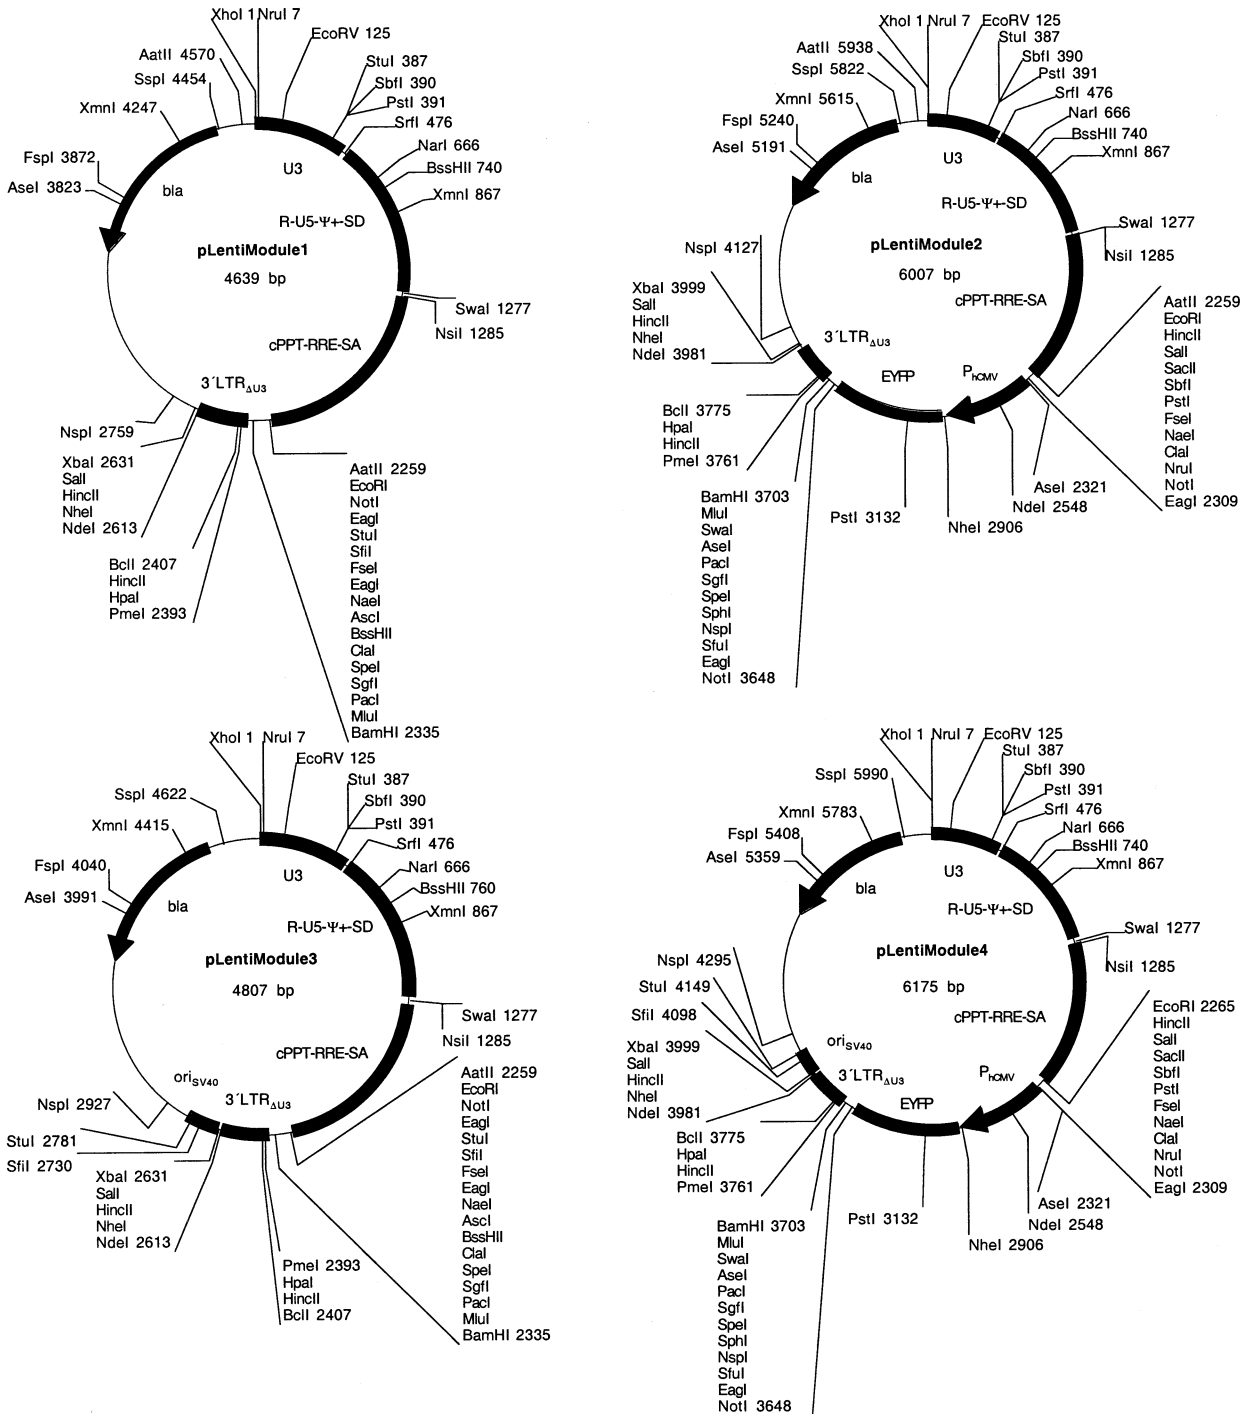 XhoI 1
NruI 7
EcoRV 125
AatII 4570
StuI 387
SspI 4454
SbfI 390
PstI 391
XmnI 4247
SrfI 476
NarI 666
FspI 3872
BssHII 740
AseI 3823
XmnI 867
U3
bla
R-U5-Ψ+-SD
pLentiModule1
4639 bp
SwaI 1277
NsiI 1285
cPPT-RRE-SA
3´LTRΔU3
NspI 2759
XbaI 2631
SalI
HincII
NheI
NdeI 2613
BclI 2407
HincII
HpaI
PmeI 2393
AatII 2259
EcoRI
NotI
EagI
StuI
SfiI
FseI
EagI
NaeI
AscI
BssHII
ClaI
SpeI
SgfI
PacI
MluI
BamHI 2335
XhoI 1
NruI 7
EcoRV 125
AatII 5938
StuI 387
SspI 5822
SbfI 390
PstI 391
XmnI 5615
SrfI 476
NarI 666
FspI 5240
BssHII 740
AseI 5191
XmnI 867
U3
bla
R-U5-Ψ+-SD
SwaI 1277
NspI 4127
pLentiModule2
NsiI 1285
6007 bp
XbaI 3999
SalI
HincII
NheI
NdeI 3981
cPPT-RRE-SA
3´LTRΔU3
EYFP
PhCMV
AatII 2259
EcoRI
HincII
SalI
SacII
SbfI
PstI
FseI
NaeI
ClaI
NruI
NotI
EagI 2309
BclI 3775
HpaI
HincII
PmeI 3761
AseI 2321
NdeI 2548
NheI 2906
PstI 3132
BamHI 3703
MluI
SwaI
AseI
PacI
SgfI
SpeI
SphI
NspI
SfuI
EagI
NotI 3648
XhoI 1
NruI 7
EcoRV 125
StuI 387
SspI 4622
SbfI 390
PstI 391
XmnI 4415
SrfI 476
NarI 666
FspI 4040
BssHII 760
AseI 3991
XmnI 867
U3
bla
R-U5-Ψ+-SD
pLentiModule3
4807 bp
SwaI 1277
NsiI 1285
cPPT-RRE-SA
oriSV40
3´LTRΔU3
NspI 2927
StuI 2781
SfiI 2730
XbaI 2631
SalI
HincII
NheI
NdeI 2613
PmeI 2393
HpaI
HincII
BclI 2407
AatII 2259
EcoRI
NotI
EagI
StuI
SfiI
FseI
EagI
NaeI
AscI
BssHII
ClaI
SpeI
SgfI
PacI
MluI
BamHI 2335
XhoI 1
NruI 7
EcoRV 125
StuI 387
SspI 5990
SbfI 390
PstI 391
XmnI 5783
SrfI 476
NarI 666
FspI 5408
BssHII 740
AseI 5359
XmnI 867
U3
bla
R-U5-Ψ+-SD
SwaI 1277
pLentiModule4
NspI 4295
NsiI 1285
6175 bp
StuI 4149
SfiI 4098
cPPT-RRE-SA
oriSV40
XbaI 3999
SalI
HincII
NheI
NdeI 3981
3´LTRΔU3
EYFP
PhCMV
EcoRI 2265
HincII
SalI
SacII
SbfI
PstI
FseI
NaeI
ClaI
NruI
NotI
EagI 2309
BclI 3775
HpaI
HincII
PmeI 3761
AseI 2321
NdeI 2548
NheI 2906
PstI 3132
BamHI 3703
MluI
SwaI
AseI
PacI
SgfI
SpeI
SphI
NspI
SfuI
EagI
NotI 3648